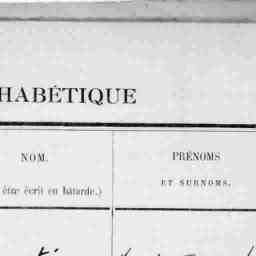 HABÉTIQUE
NOM.
PRÉNOMS
être écrit en bâtarde.)
ET SURNOMS.